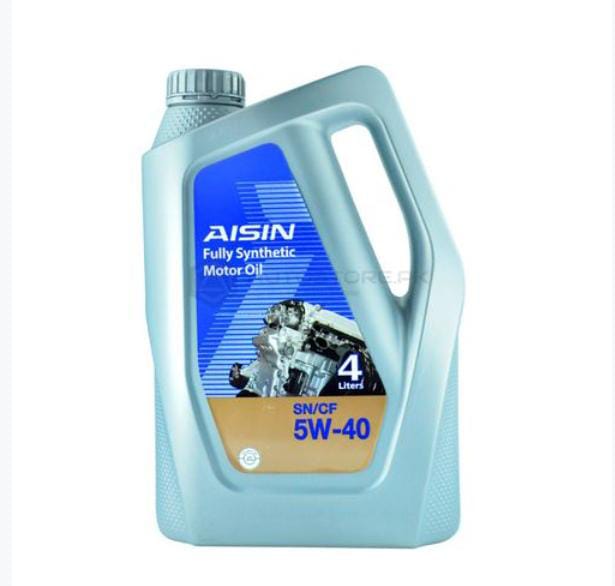 AISIN
Fully Synthetic
Motor Oil
4
Liters
SN/CF
5W-40